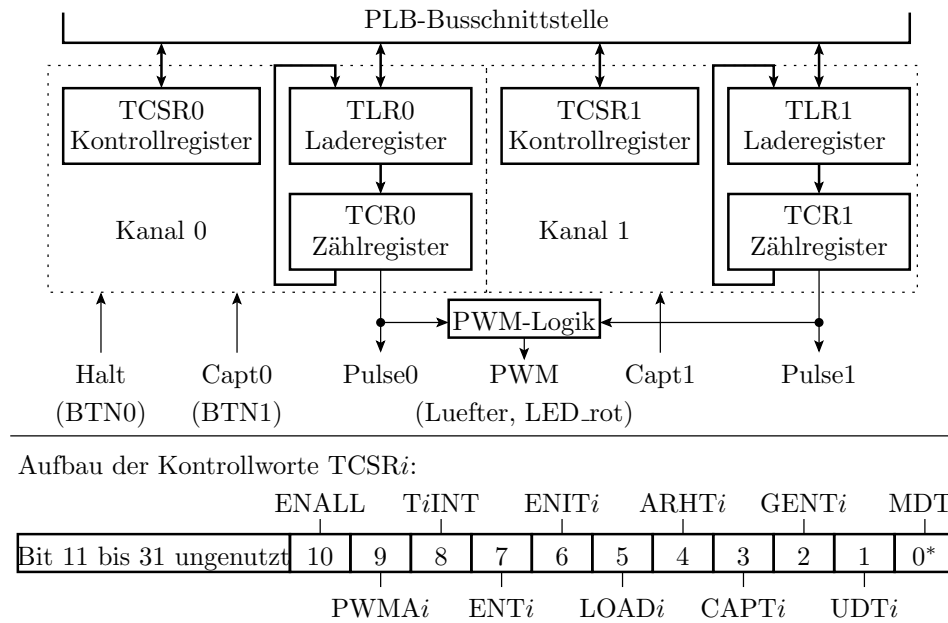 PLB-Busschnittstelle
TCSR0 TLR0 TCSR1 TLR1
Kontrollregister Laderegister Kontrollregister Laderegister
TCR0 TCR1
Kanal 0 Zählregister Kanal 1 Zählregister
PWM-Logik
Halt Capt0 Pulse0 PWM Capt1 Pulse1
(BTN0) (BTN1) (Luefter, LED_rot)
Aufbau der Kontrollworte TCSRi:
ENALL TiINT ENITi ARHTi GENTi MDT
Bit 11 bis 31 ungenutzt 10 9 8 7 6 5 4 3 2 1 0*
PWMAi ENTi LOADi CAPTi UDTi